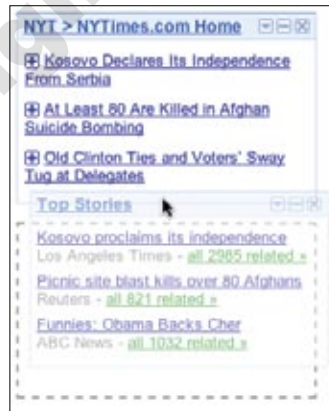 NYT > NYTimes.com Home
Kosovo Declares Its Independence
From Serbia
At Least 80 Are Killed in Afghan
Suicide Bombing
Old Clinton Ties and Voters' Sway
Tug at Delegates
Top Stories
Kosovo proclaims its independence
Los Angeles Times - all 2985 related »
Picnic site blast kills over 80 Afghans
Reuters - all 821 related »
Funnies: Obama Backs Cher
ABC News - all 1032 related »